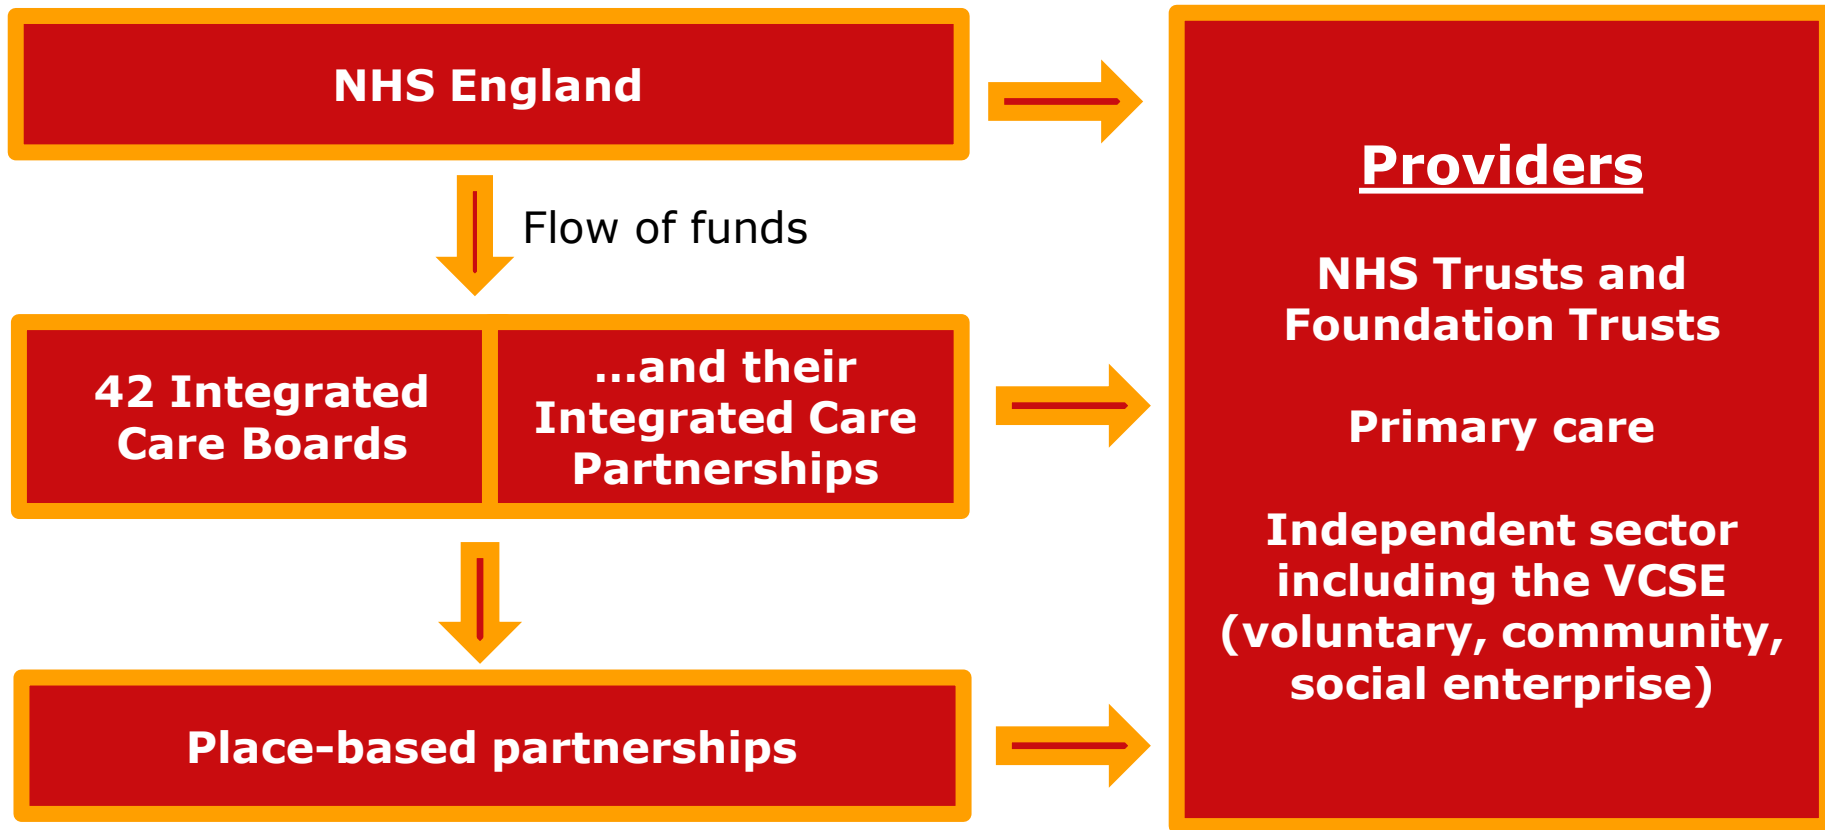 NHS England
Flow of funds
42 Integrated
Care Boards
...and their
Integrated Care
Partnerships
Place-based partnerships
Providers
NHS Trusts and
Foundation Trusts
Primary care
Independent sector
including the VCSE
(voluntary, community,
social enterprise)